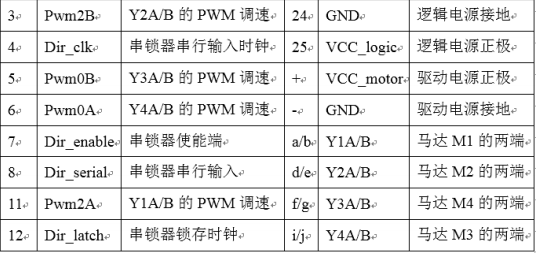 3 Pwm2B Y2A/B 的 PWM 调速 24 GND 逻辑电源接地
4 Dir_clk 串锁器串行输入时钟 25 VCC_logic 逻辑电源正极
5 Pwm0B Y3A/B 的 PWM 调速 + VCC_motor 驱动电源正极
6 Pwm0A Y4A/B 的 PWM 调速 - GND 驱动电源接地
7 Dir_enable 串锁器使能端 a/b Y1A/B 马达 M1 的两端
8 Dir_serial 串锁器串行输入 d/e Y2A/B 马达 M2 的两端
11 Pwm2A Y1A/B 的 PWM 调速 f/g Y3A/B 马达 M4 的两端
12 Dir_latch 串锁器锁存时钟 i/j Y4A/B 马达 M3 的两端